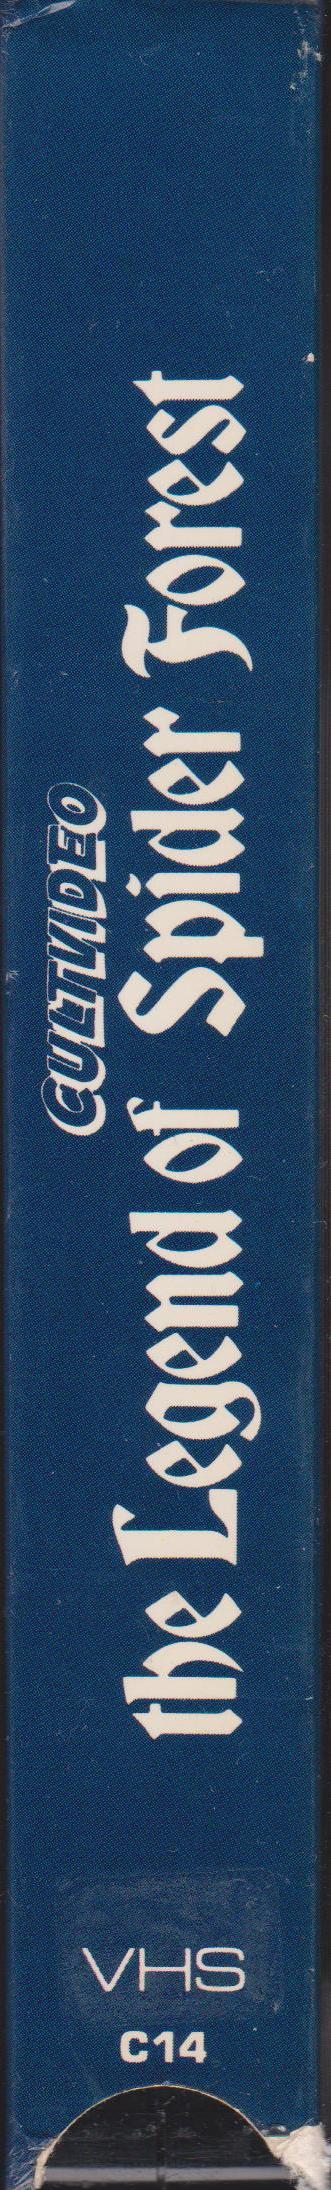 CULTVIDEO
the Legend of Spider Forest
VHS
C14